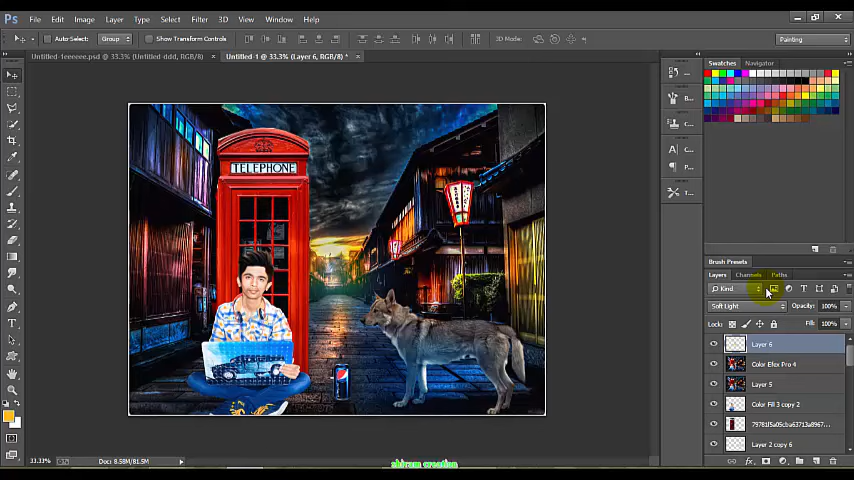 Ps File Edit Image Layer Type Select Filter 3D View Window Help
Auto-Select: Group Show Transform Controls 3D Mode: Painting
Untitled-1eeeeee.psd @ 33.3% (Untitled-ddd, RGB/8) × Untitled-1 @ 33.3% (Layer 6, RGB/8) * ×
Swatches Navigator
B...
C...
A C...
P...
T...
TELEPHONE
pepsi
Brush Presets
Layers Channels Paths
Kind
Soft Light Opacity: 100%
Lock: Fill: 100%
Layer 6
Color Efex Pro 4
Layer 5
Color Fill 3 copy 2
79781f5a05cba63713a8967...
Layer 2 copy 6
33.33% Doc: 8.58M/81.5M
shivam creation